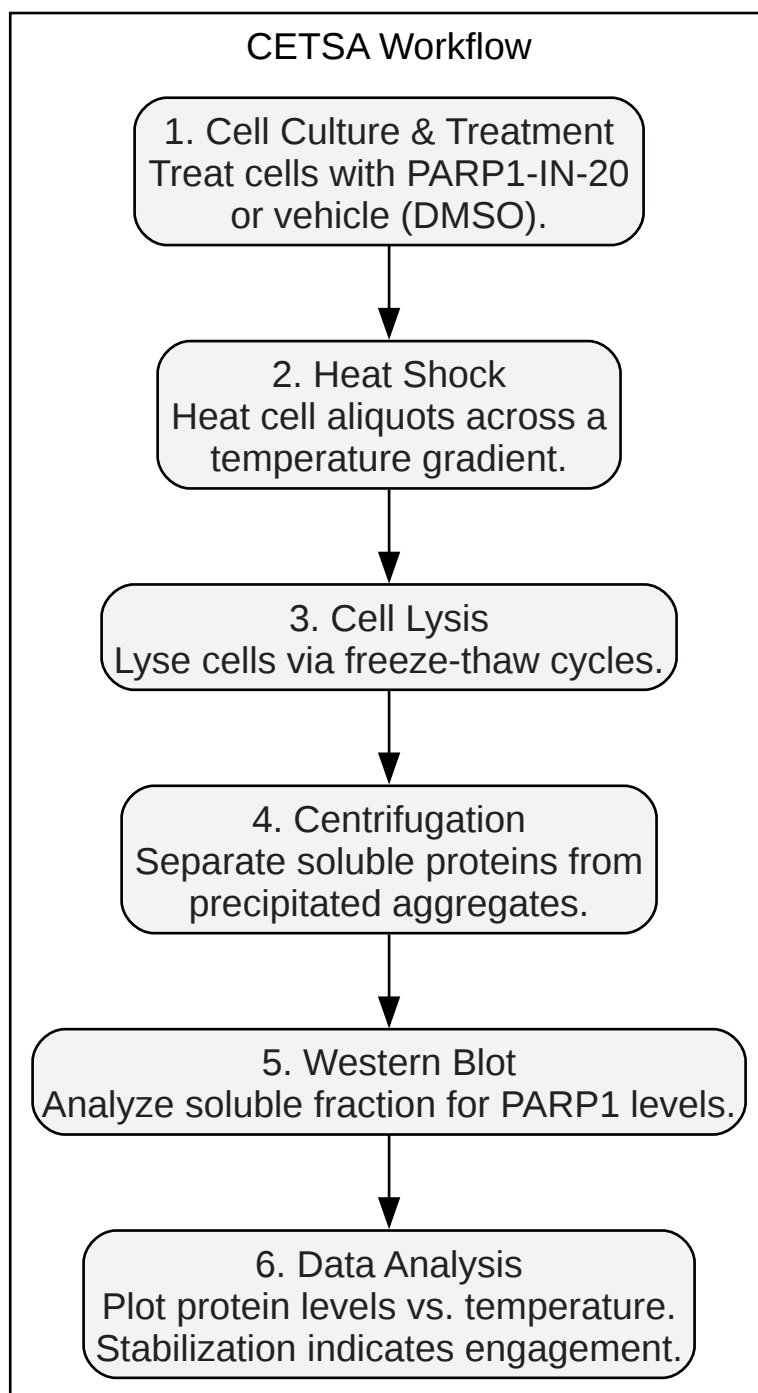 CETSA Workflow
1. Cell Culture & Treatment
Treat cells with PARP1-IN-20
or vehicle (DMSO).
2. Heat Shock
Heat cell aliquots across a
temperature gradient.
3. Cell Lysis
Lyse cells via freeze-thaw cycles.
4. Centrifugation
Separate soluble proteins from
precipitated aggregates.
5. Western Blot
Analyze soluble fraction for PARP1 levels.
6. Data Analysis
Plot protein levels vs. temperature.
Stabilization indicates engagement.